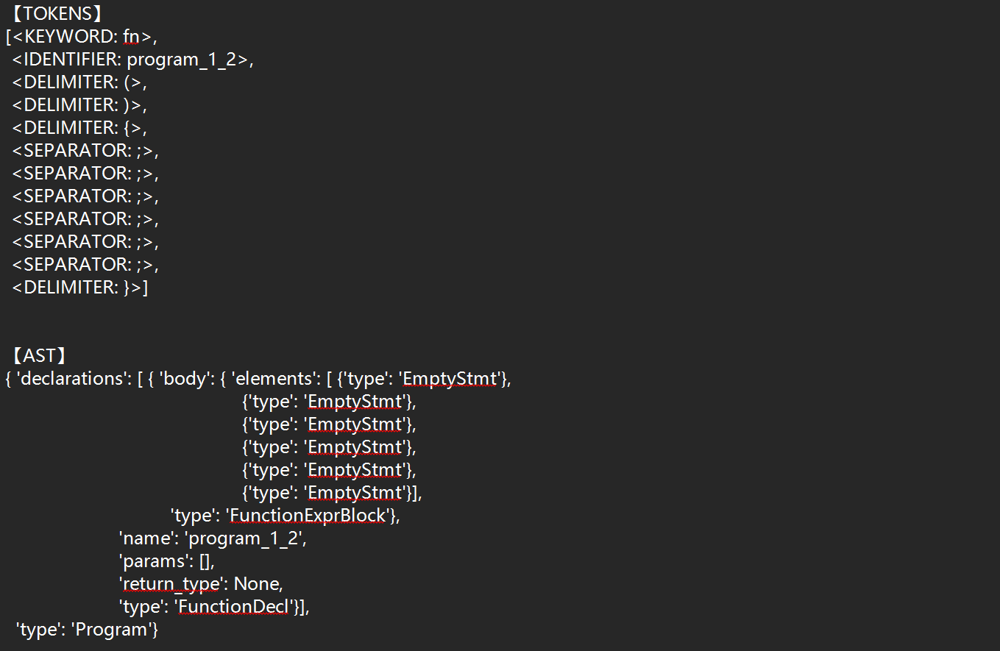 【TOKENS】
[<KEYWORD: fn>,
<IDENTIFIER: program_1_2>,
<DELIMITER: (>,
<DELIMITER: )>,
<DELIMITER: {>,
<SEPARATOR: ;>,
<SEPARATOR: ;>,
<SEPARATOR: ;>,
<SEPARATOR: ;>,
<SEPARATOR: ;>,
<SEPARATOR: ;>,
<DELIMITER: }>]
【AST】
{ 'declarations': [ { 'body': { 'elements': [ {'type': 'EmptyStmt'},
{'type': 'EmptyStmt'},
{'type': 'EmptyStmt'},
{'type': 'EmptyStmt'},
{'type': 'EmptyStmt'},
{'type': 'EmptyStmt'}],
'type': 'FunctionExprBlock'},
'name': 'program_1_2',
'params': [],
'return_type': None,
'type': 'FunctionDecl'}],
'type': 'Program'}